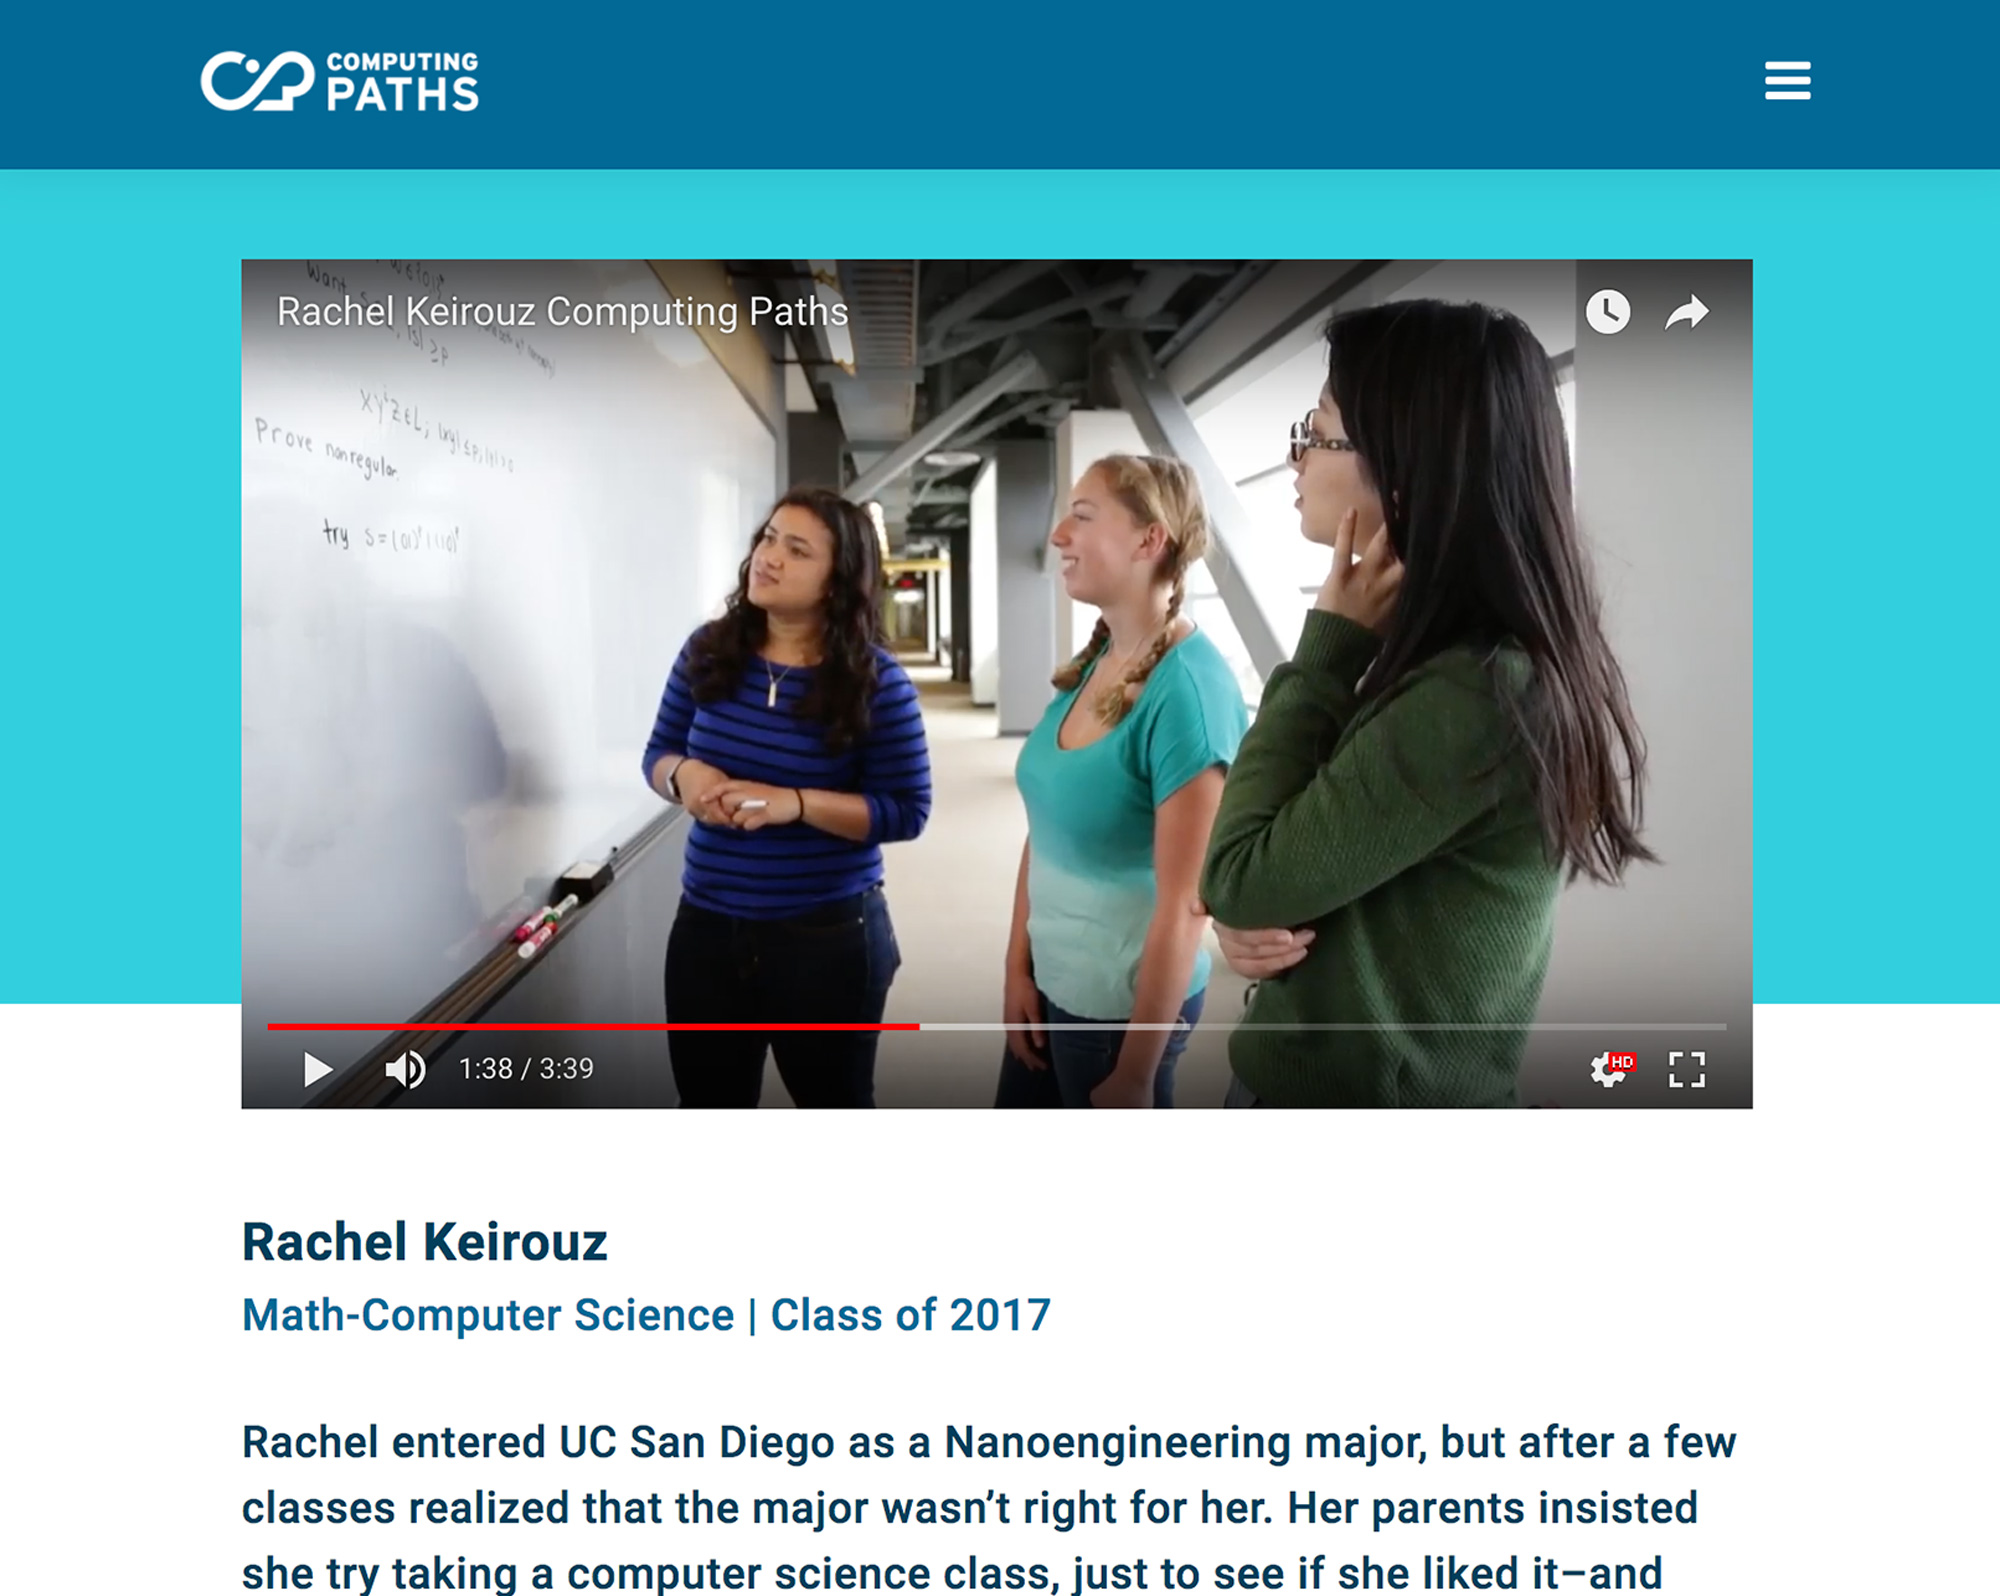 COMPUTING
PATHS
Rachel Keirouz Computing Paths
Want
|s| ≥p
xyⁱz∈L; |xy|≤p, |y|>0
Prove nonregular.
try S=
1:38 / 3:39
HD
Rachel Keirouz
Math-Computer Science | Class of 2017
Rachel entered UC San Diego as a Nanoengineering major, but after a few
classes realized that the major wasn’t right for her. Her parents insisted
she try taking a computer science class, just to see if she liked it–and